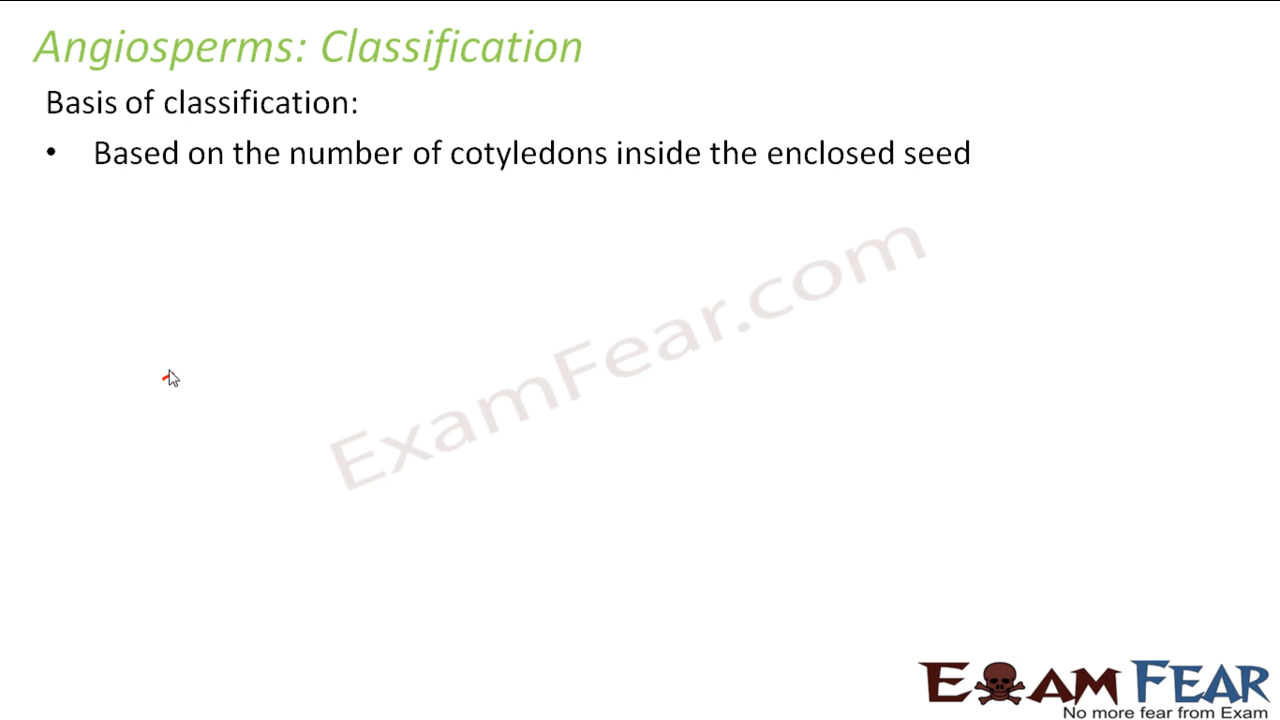 Angiosperms: Classification
Basis of classification:
• Based on the number of cotyledons inside the enclosed seed
ExamFear.com
EXAM FEAR
No more fear from Exam